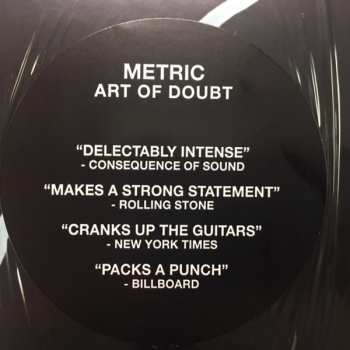 METRIC
ART OF DOUBT
“DELECTABLY INTENSE”
- CONSEQUENCE OF SOUND
“MAKES A STRONG STATEMENT”
- ROLLING STONE
“CRANKS UP THE GUITARS”
- NEW YORK TIMES
“PACKS A PUNCH”
- BILLBOARD